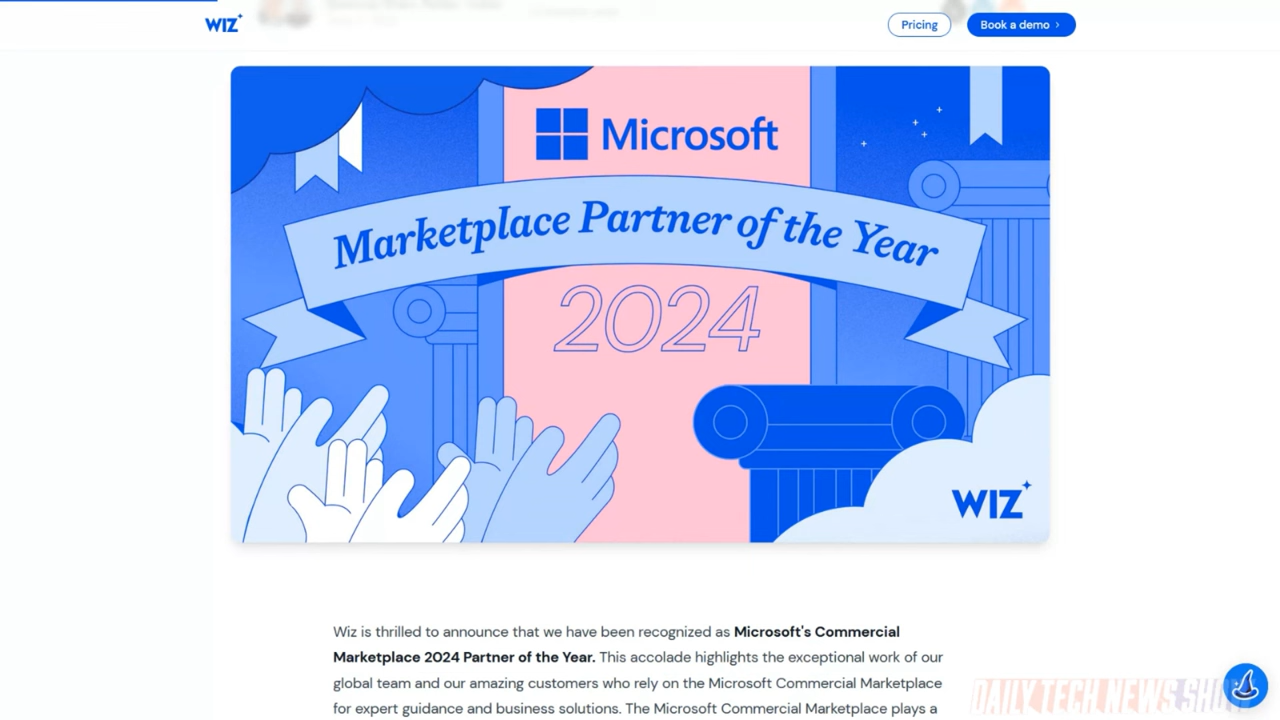 WIZ
Pricing
Book a demo
Microsoft
Marketplace Partner of the Year
2024
WIZ
Wiz is thrilled to announce that we have been recognized as Microsoft's Commercial
Marketplace 2024 Partner of the Year. This accolade highlights the exceptional work of our
global team and our amazing customers who rely on the Microsoft Commercial Marketplace
for expert guidance and business solutions. The Microsoft Commercial Marketplace plays a
DAILY TECH NEWS SHOW